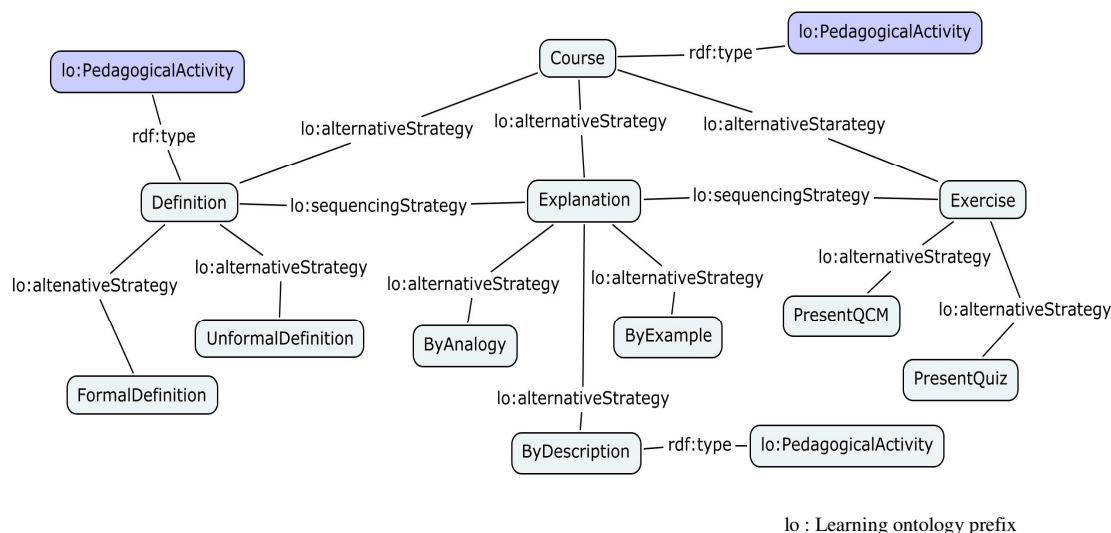 lo:PedagogicalActivity
Course
rdf:type
lo:PedagogicalActivity
rdf:type
lo:alternativeStrategy
lo:alternativeStrategy
lo:alternativeStarategy
Definition
lo:sequencingStrategy
Explanation
lo:sequencingStrategy
Exercise
lo:altenativeStrategy
lo:alternativeStrategy
lo:alternativeStrategy
lo:alternativeStrategy
lo:alternativeStrategy
UnformalDefinition
ByAnalogy
ByExample
PresentQCM
lo:alternativeStrategy
FormalDefinition
PresentQuiz
lo:alternativeStrategy
ByDescription
rdf:type
lo:PedagogicalActivity
lo : Learning ontology prefix